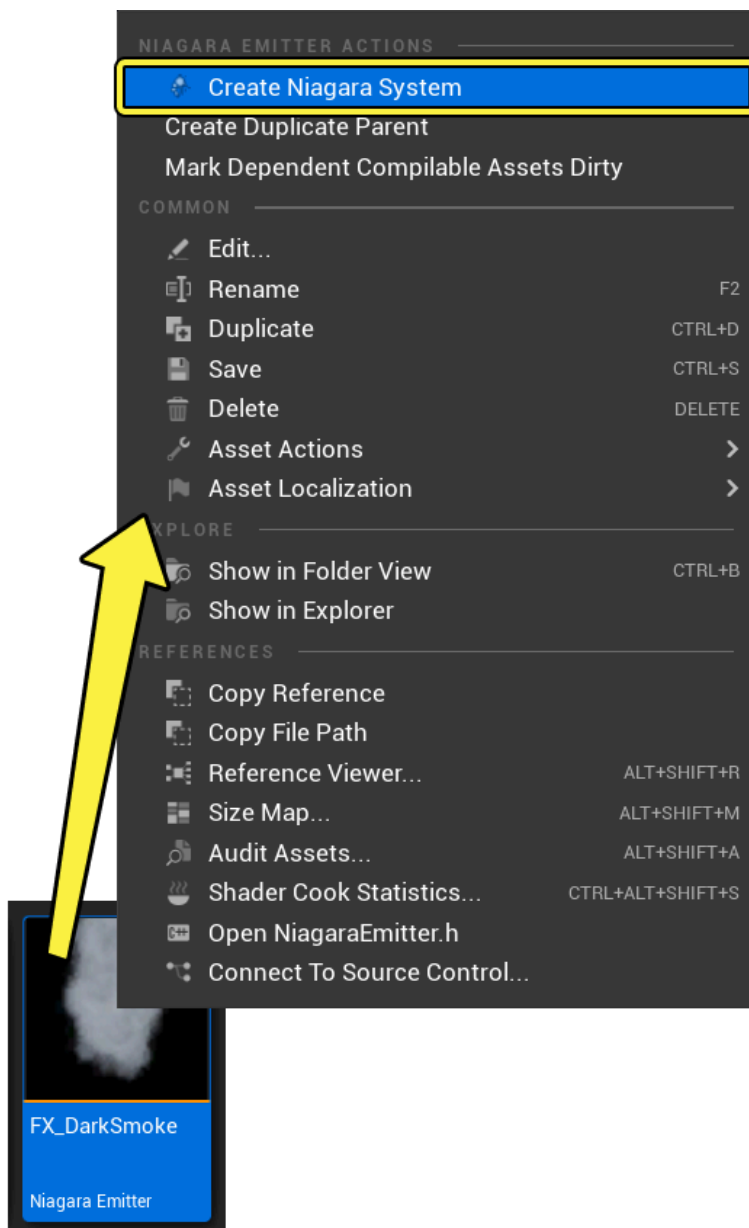 NIAGARA EMITTER ACTIONS
Create Niagara System
Create Duplicate Parent
Mark Dependent Compilable Assets Dirty
COMMON
Edit...
Rename F2
Duplicate CTRL+D
Save CTRL+S
Delete DELETE
Asset Actions
Asset Localization
XPLORE
Show in Folder View CTRL+B
Show in Explorer
REFERENCES
Copy Reference
Copy File Path
Reference Viewer... ALT+SHIFT+R
Size Map... ALT+SHIFT+M
Audit Assets... ALT+SHIFT+A
Shader Cook Statistics... CTRL+ALT+SHIFT+S
C++ Open NiagaraEmitter.h
Connect To Source Control...
FX_DarkSmoke
Niagara Emitter